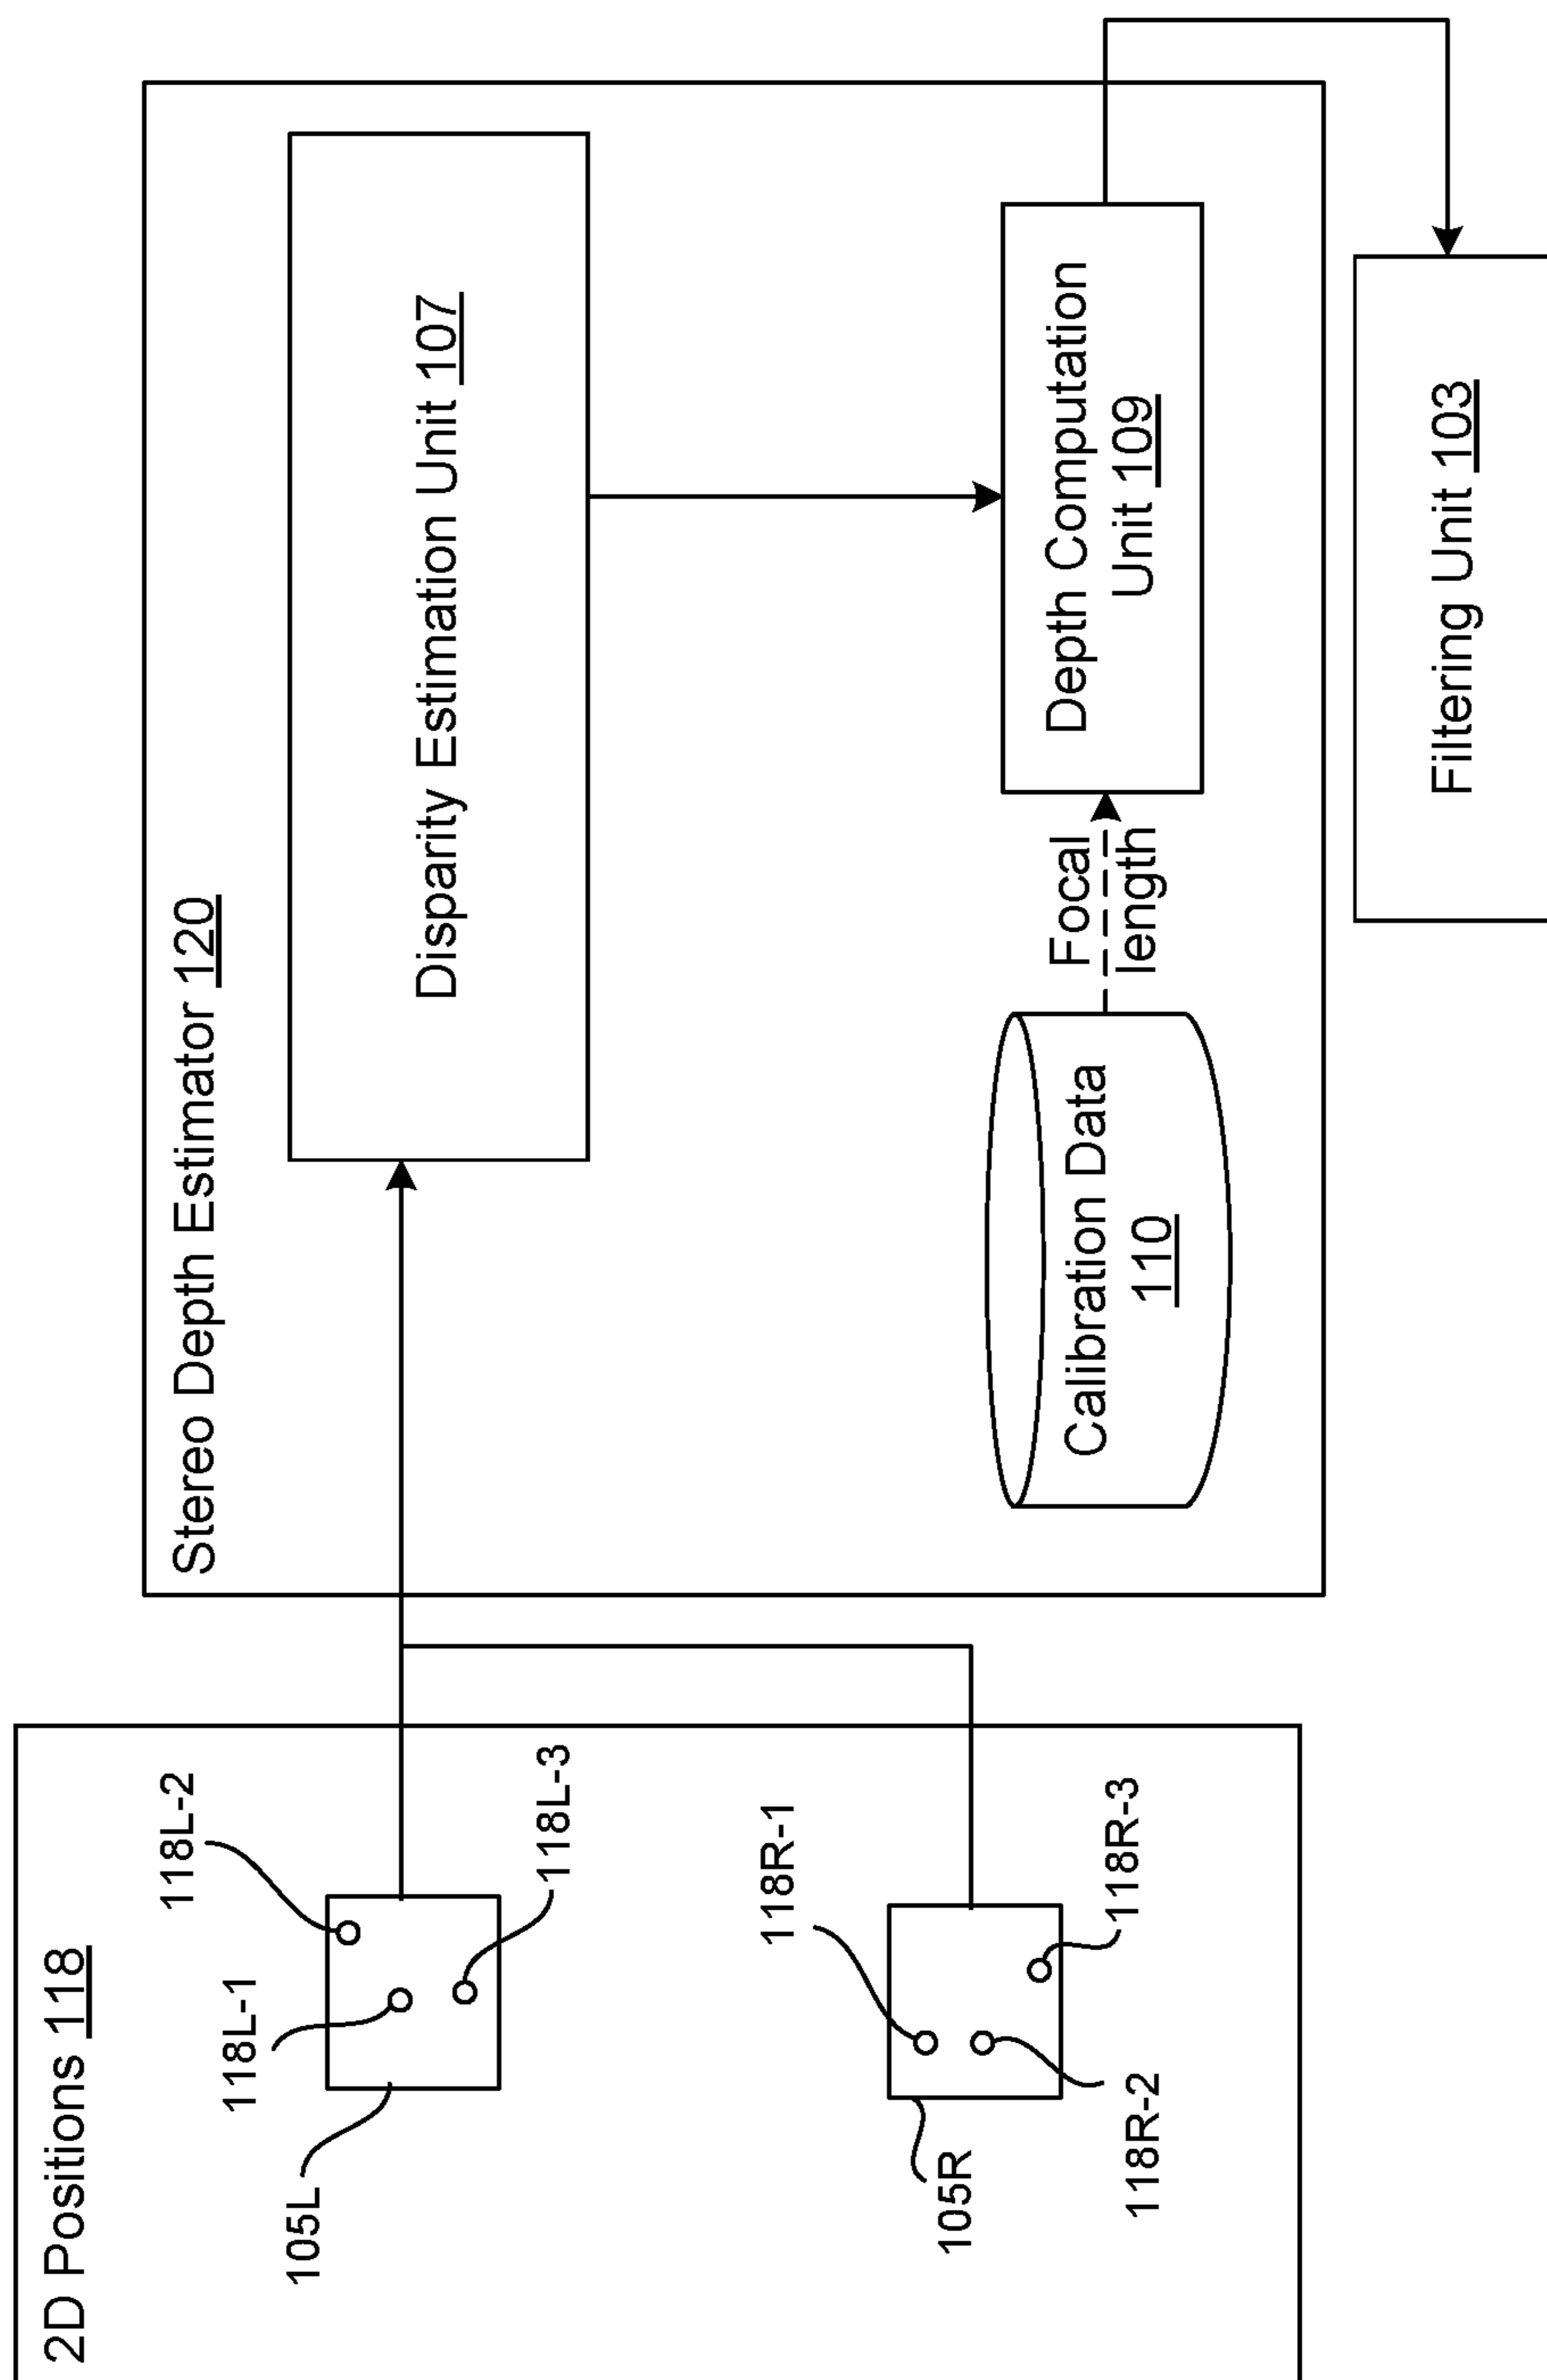 2D Positions 118
118L-2
118L-1
118L-3
105L
118R-1
118R-3
118R-2
105R
Stereo Depth Estimator 120
Disparity Estimation Unit 107
Calibration Data
110
Focal
length
Depth Computation
Unit 109
Filtering Unit 103